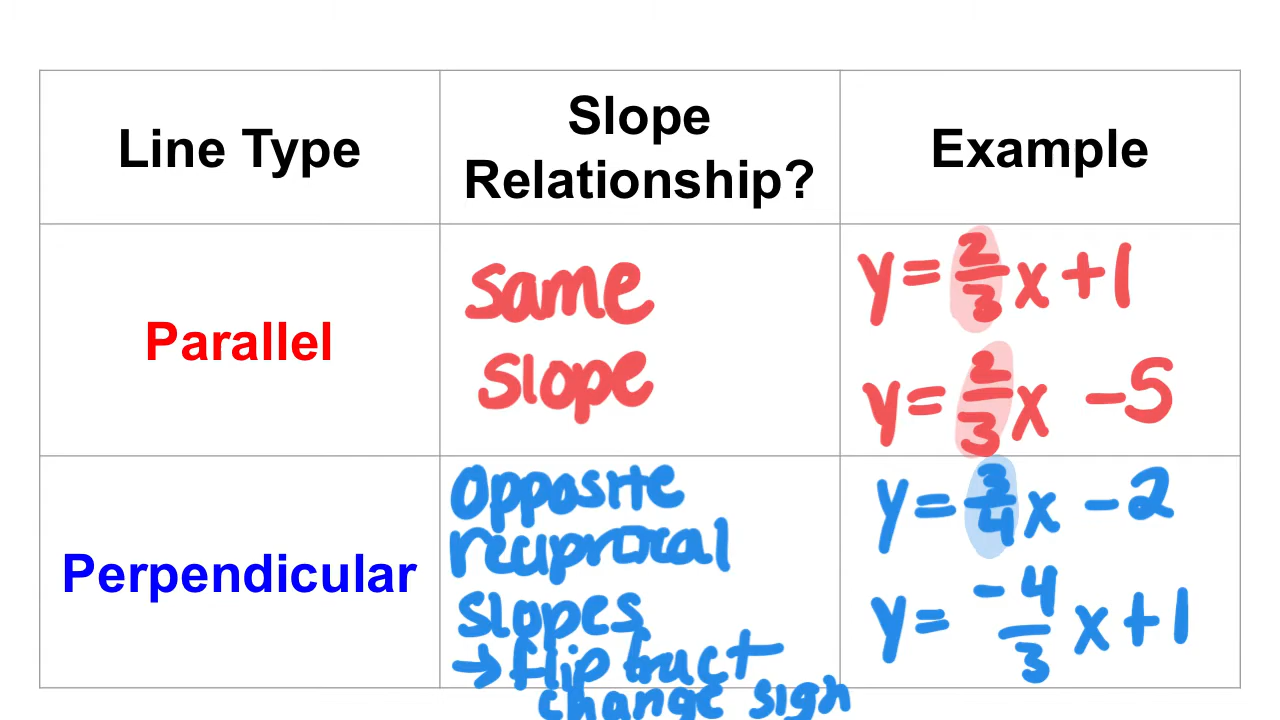 Line Type
Slope
Relationship?
Example
Parallel
same
slope
y = 2/3 x + 1
y = 2/3 x - 5
Perpendicular
opposite
reciprocal
slopes
→ flip fract
change sign
y = 3/4 x - 2
y = -4/3 x + 1